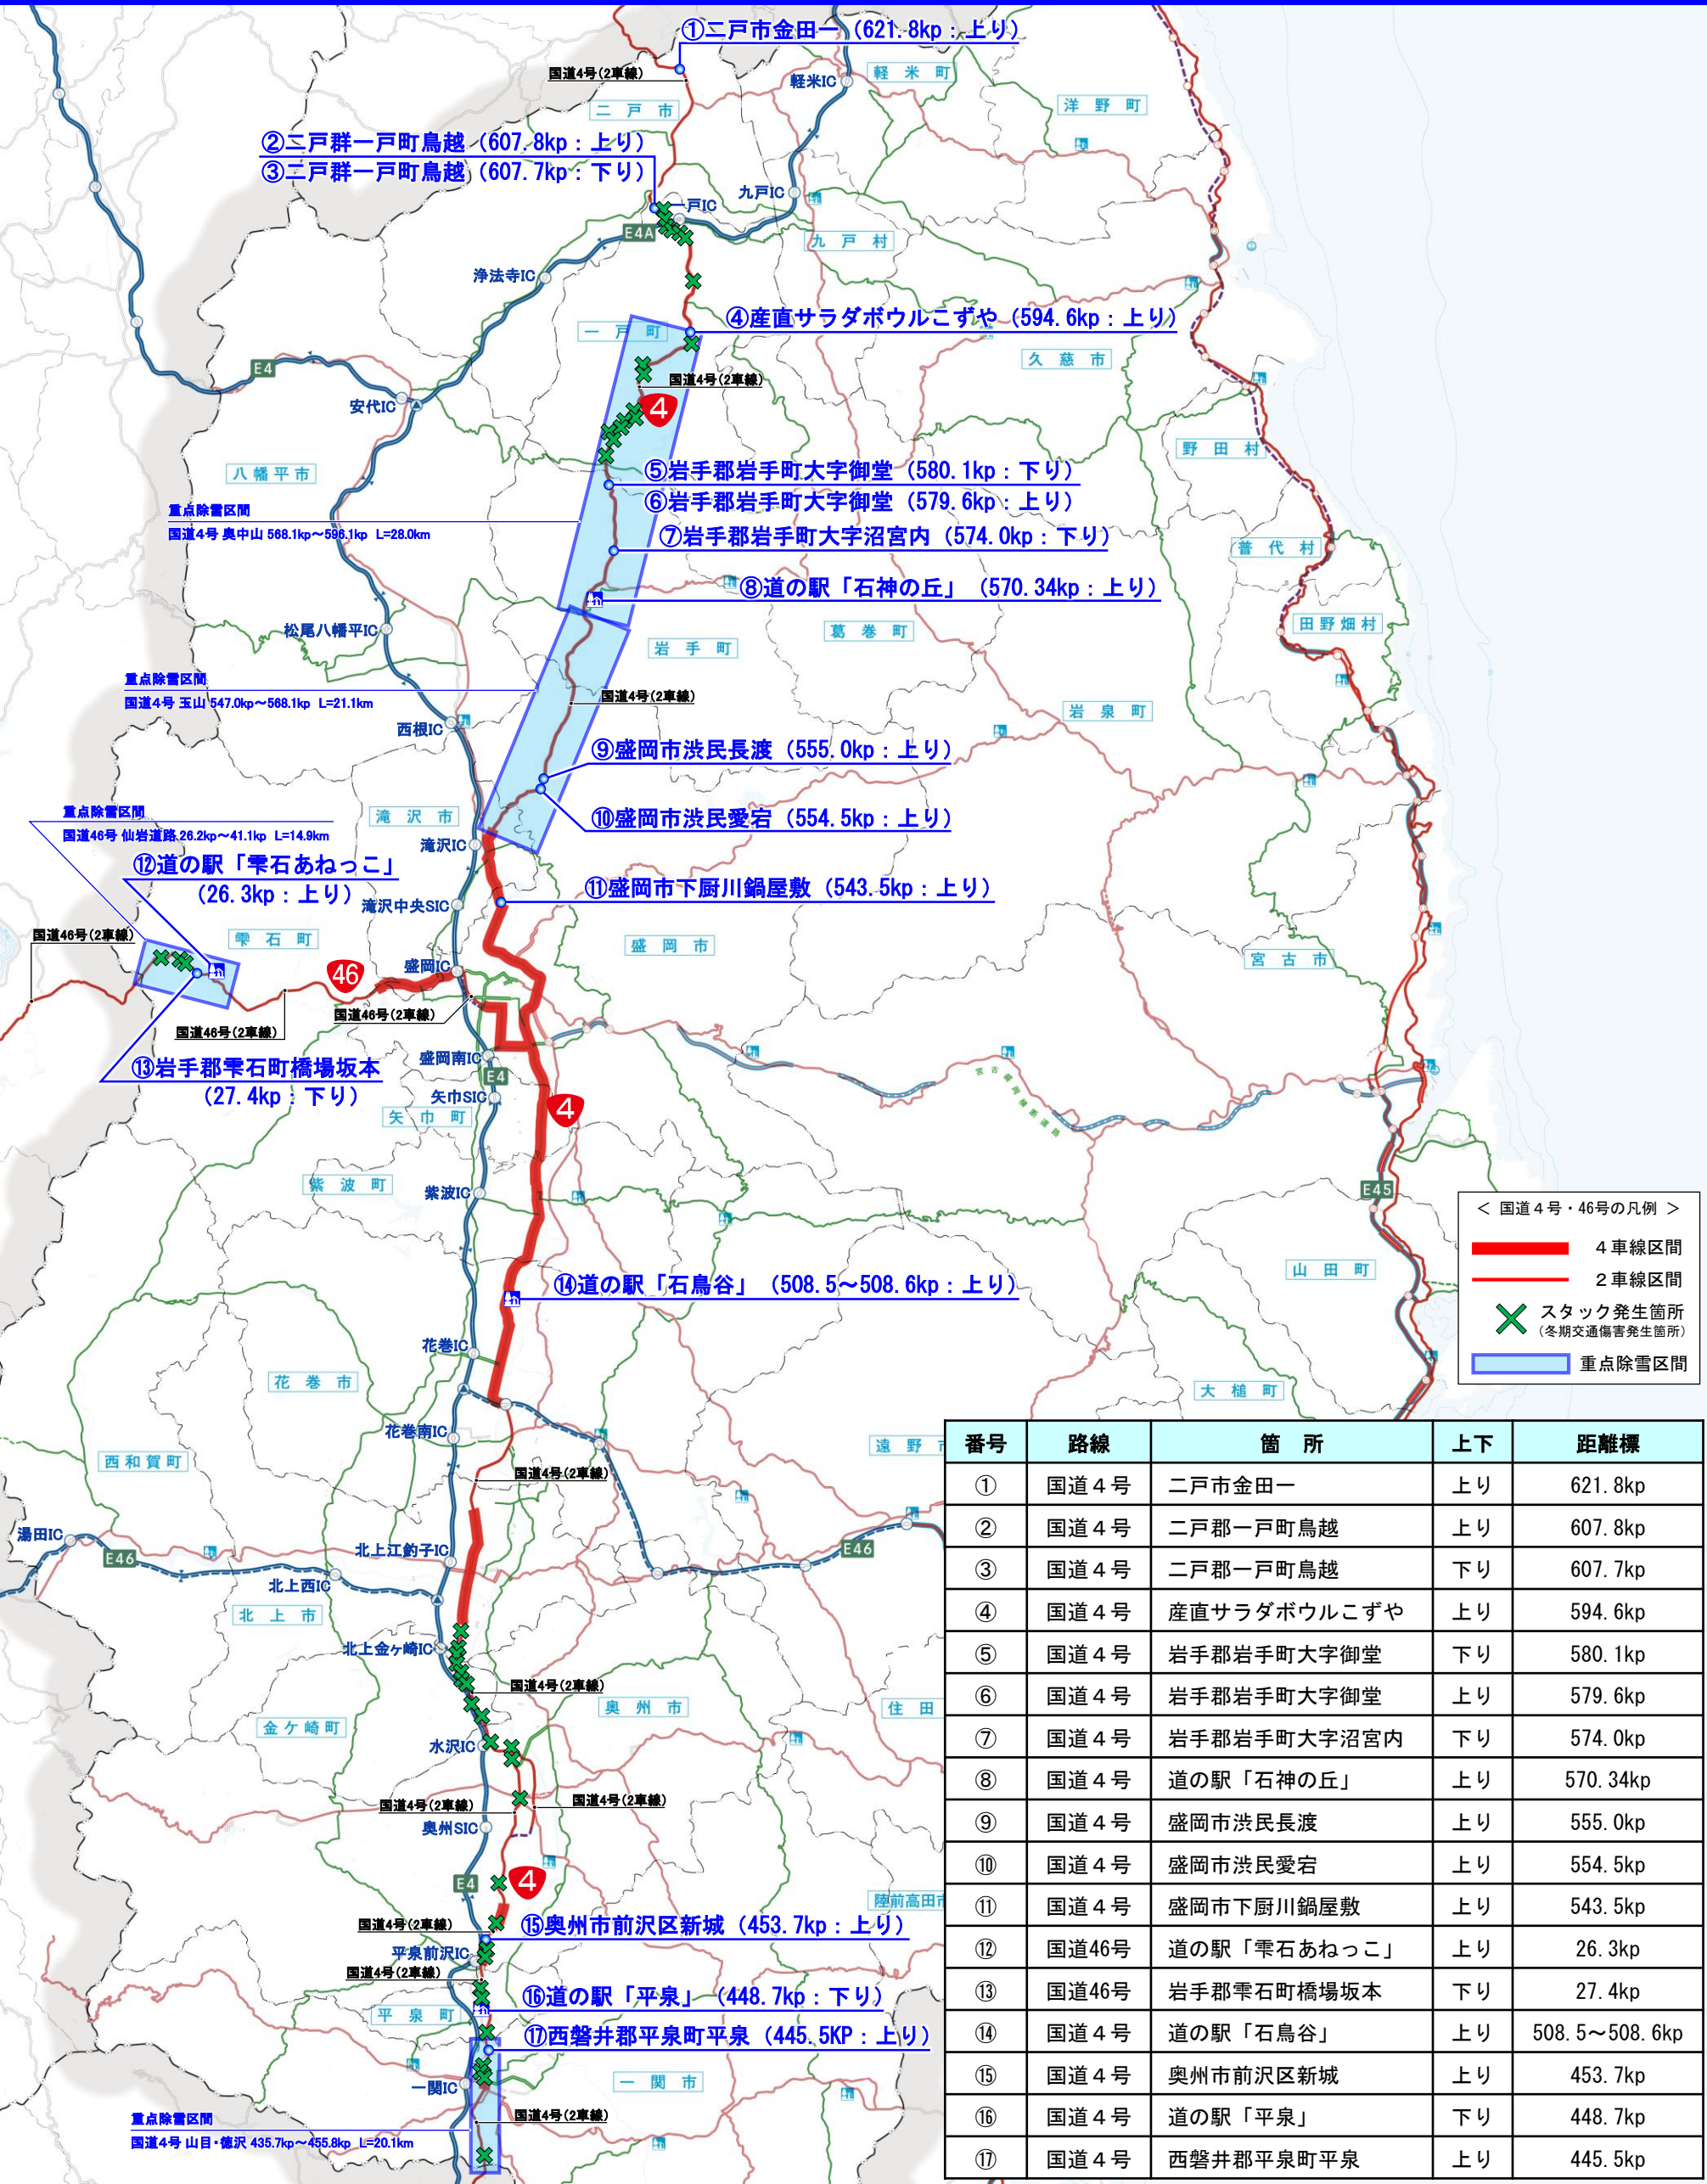 ①二戸市金田一（621.8kp：上り）
国道4号(2車線)
軽米IC
軽米町
二戸市
洋野町
②二戸群一戸町鳥越（607.8kp：上り）
③二戸群一戸町鳥越（607.7kp：下り）
九戸IC
一戸IC
E4A
九戸村
浄法寺IC
④産直サラダボウルこずや（594.6kp：上り）
一戸町
久慈市
E4
国道4号(2車線)
安代IC
4
野田村
八幡平市
⑤岩手郡岩手町大字御堂（580.1kp：下り）
⑥岩手郡岩手町大字御堂（579.6kp：上り）
重点除雪区間
国道4号 奥中山 568.1kp～596.1kp L=28.0km
⑦岩手郡岩手町大字沼宮内（574.0kp：下り）
普代村
⑧道の駅「石神の丘」（570.34kp：上り）
松尾八幡平IC
葛巻町
田野畑村
岩手町
重点除雪区間
国道4号 玉山 547.0kp～568.1kp L=21.1km
国道4号(2車線)
岩泉町
西根IC
⑨盛岡市渋民長渡（555.0kp：上り）
重点除雪区間
国道46号 仙岩道路 26.2kp～41.1kp L=14.9km
滝沢市
⑩盛岡市渋民愛宕（554.5kp：上り）
滝沢IC
⑫道の駅「雫石あねっこ」
（26.3kp：上り）
⑪盛岡市下厨川鍋屋敷（543.5kp：上り）
滝沢中央SIC
国道46号(2車線)
雫石町
盛岡市
宮古市
盛岡IC
46
国道46号(2車線)
国道46号(2車線)
⑬岩手郡雫石町橋場坂本
（27.4kp：下り）
盛岡南IC
E4
宮古盛岡横断道路
矢巾SIC
4
矢巾町
紫波町
紫波IC
E45
＜ 国道４号・46号の凡例 ＞
４車線区間
２車線区間
スタック発生箇所
（冬期交通傷害発生箇所）
重点除雪区間
山田町
⑭道の駅「石鳥谷」（508.5～508.6kp：上り）
花巻IC
花巻市
大槌町
花巻南IC
遠野市
西和賀町
国道4号(2車線)
湯田IC
E46
北上江釣子IC
E46
北上西IC
北上市
北上金ヶ崎IC
国道4号(2車線)
奥州市
住田
金ケ崎町
水沢IC
国道4号(2車線)
国道4号(2車線)
奥州SIC
E4
4
陸前高田市
国道4号(2車線)
⑮奥州市前沢区新城（453.7kp：上り）
平泉前沢IC
国道4号(2車線)
⑯道の駅「平泉」（448.7kp：下り）
平泉町
⑰西磐井郡平泉町平泉（445.5KP：上り）
一関IC
一関市
重点除雪区間
国道4号 山目・徳沢 435.7kp～455.8kp L=20.1km
国道4号(2車線)
番号 路線 箇所 上下 距離標
① 国道４号 二戸市金田一 上り 621.8kp
② 国道４号 二戸郡一戸町鳥越 上り 607.8kp
③ 国道４号 二戸郡一戸町鳥越 下り 607.7kp
④ 国道４号 産直サラダボウルこずや 上り 594.6kp
⑤ 国道４号 岩手郡岩手町大字御堂 下り 580.1kp
⑥ 国道４号 岩手郡岩手町大字御堂 上り 579.6kp
⑦ 国道４号 岩手郡岩手町大字沼宮内 下り 574.0kp
⑧ 国道４号 道の駅「石神の丘」 上り 570.34kp
⑨ 国道４号 盛岡市渋民長渡 上り 555.0kp
⑩ 国道４号 盛岡市渋民愛宕 上り 554.5kp
⑪ 国道４号 盛岡市下厨川鍋屋敷 上り 543.5kp
⑫ 国道46号 道の駅「雫石あねっこ」 上り 26.3kp
⑬ 国道46号 岩手郡雫石町橋場坂本 下り 27.4kp
⑭ 国道４号 道の駅「石鳥谷」 上り 508.5～508.6kp
⑮ 国道４号 奥州市前沢区新城 上り 453.7kp
⑯ 国道４号 道の駅「平泉」 下り 448.7kp
⑰ 国道４号 西磐井郡平泉町平泉 上り 445.5kp